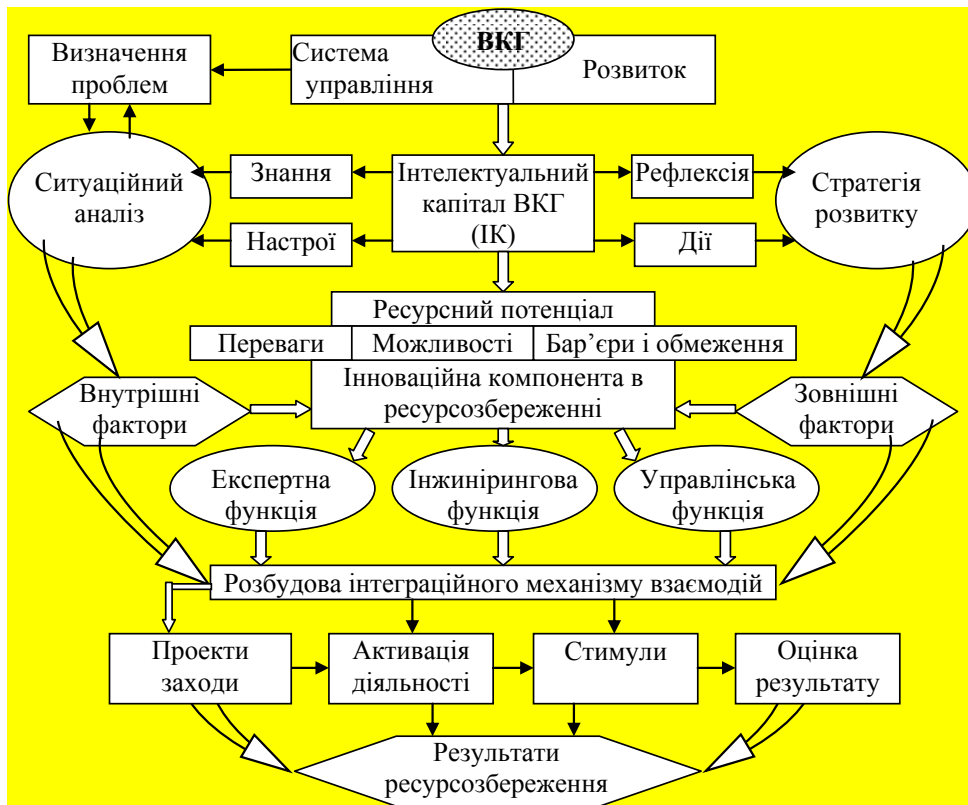 ВКГ
Визначення
проблем
Система
управління
Розвиток
Ситуаційний
аналіз
Знання
Настрої
Інтелектуальний
капітал ВКГ
(ІК)
Рефлексія
Дії
Стратегія
розвитку
Ресурсний потенціал
Переваги
Можливості
Бар’єри і обмеження
Інноваційна компонента в
ресурсозбереженні
Внутрішні
фактори
Зовнішні
фактори
Експертна
функція
Інжинірингова
функція
Управлінська
функція
Розбудова інтеграційного механізму взаємодій
Проекти
заходи
Активація
діяльності
Стимули
Оцінка
результату
Результати
ресурсозбереження